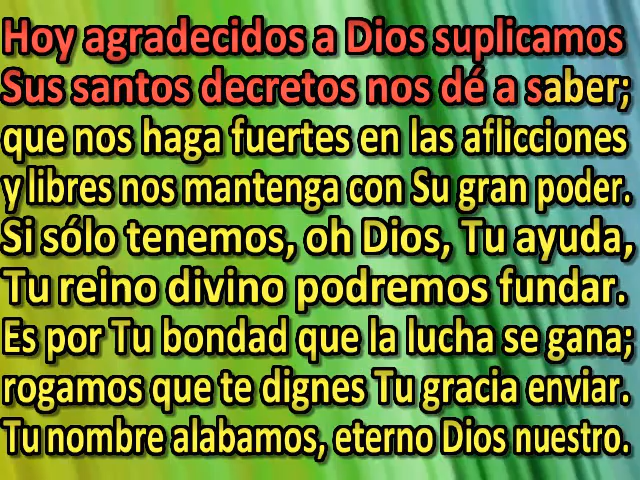 Hoy agradecidos a Dios suplicamos
Sus santos decretos nos dé a saber;
que nos haga fuertes en las aflicciones
y libres nos mantenga con Su gran poder.
Si sólo tenemos, oh Dios, Tu ayuda,
Tu reino divino podremos fundar.
Es por Tu bondad que la lucha se gana;
rogamos que te dignes Tu gracia enviar.
Tu nombre alabamos, eterno Dios nuestro.